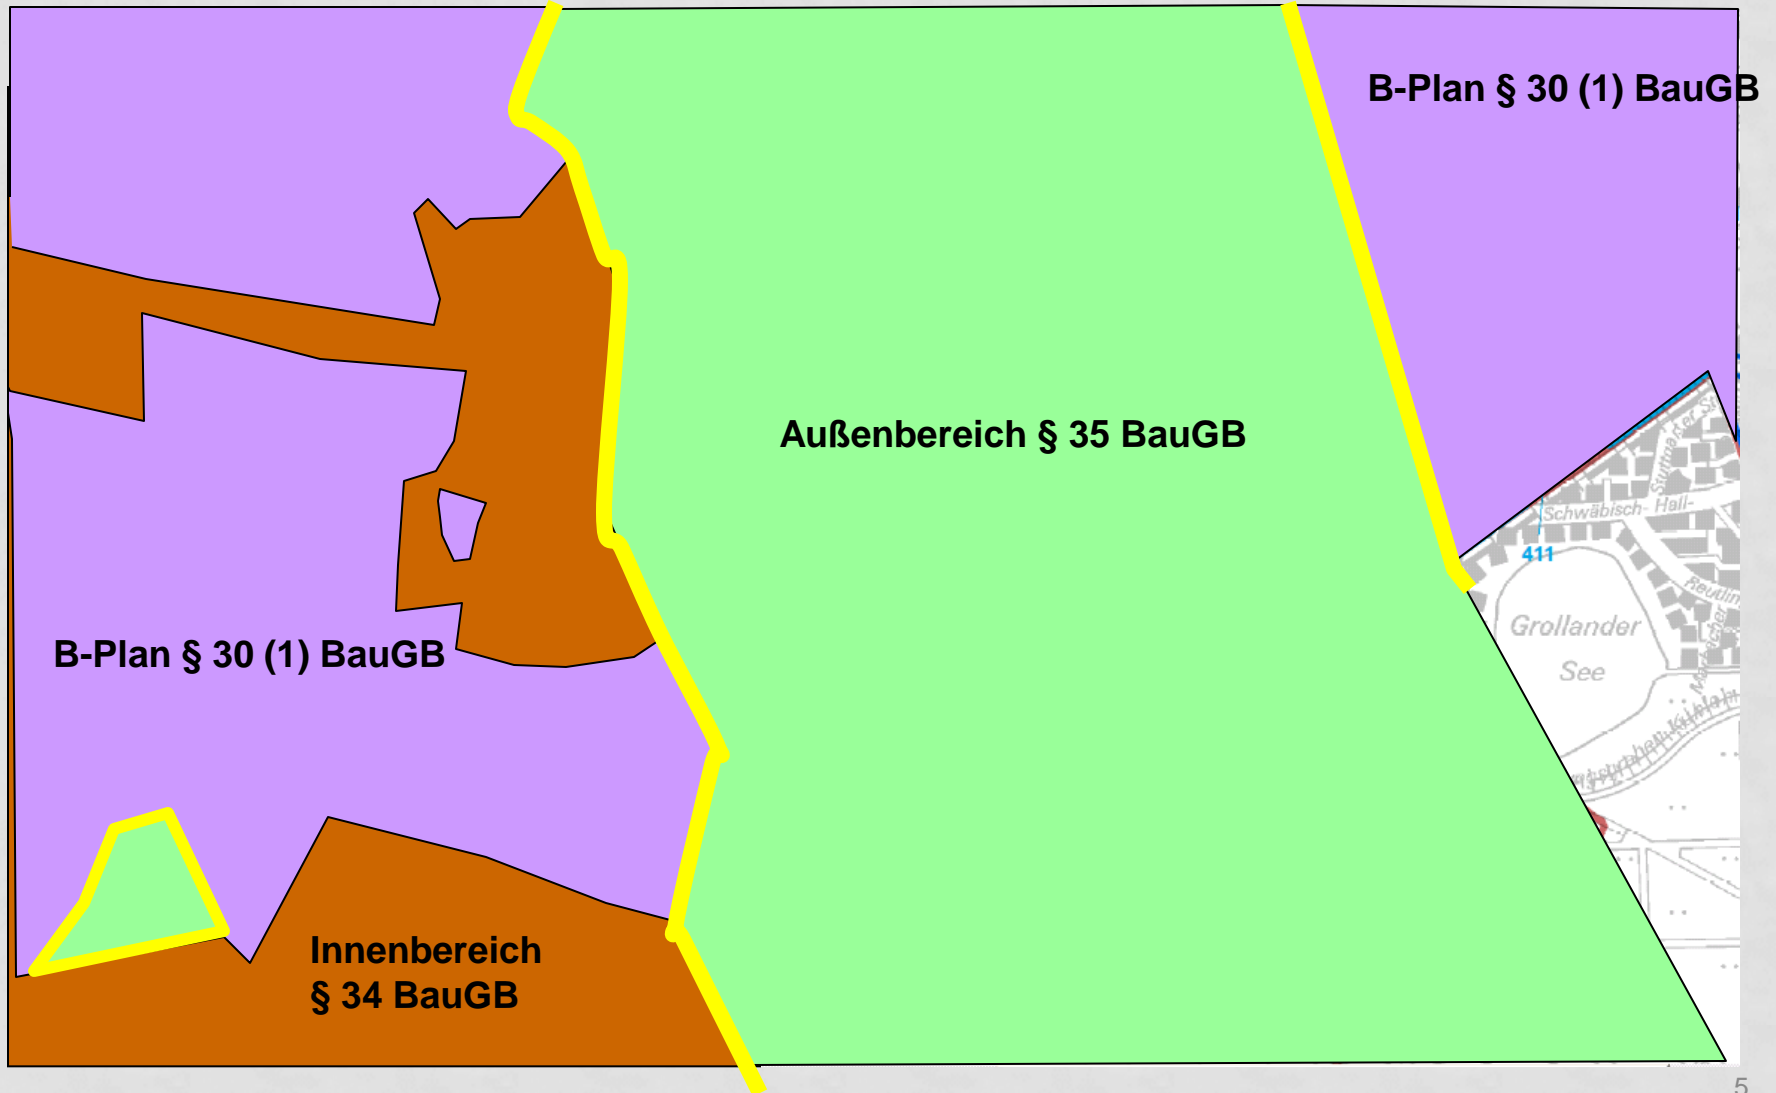 B-Plan § 30 (1) BauGB
Außenbereich § 35 BauGB
Schwäbisch- Hall-
411
Grollander
See
B-Plan § 30 (1) BauGB
Innenbereich
§ 34 BauGB
5